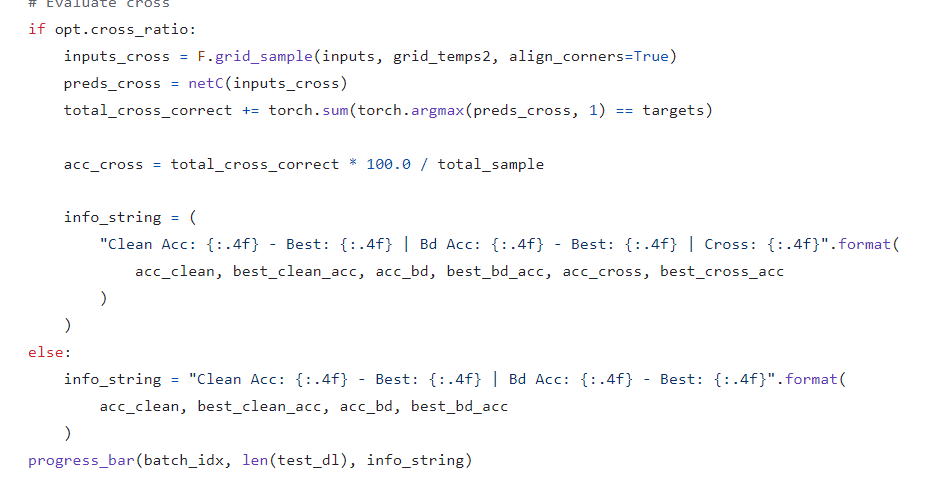 # Evaluate cross
if opt.cross_ratio:
    inputs_cross = F.grid_sample(inputs, grid_temps2, align_corners=True)
    preds_cross = netC(inputs_cross)
    total_cross_correct += torch.sum(torch.argmax(preds_cross, 1) == targets)

    acc_cross = total_cross_correct * 100.0 / total_sample

    info_string = (
        "Clean Acc: {:.4f} - Best: {:.4f} | Bd Acc: {:.4f} - Best: {:.4f} | Cross: {:.4f}".format(
            acc_clean, best_clean_acc, acc_bd, best_bd_acc, acc_cross, best_cross_acc
        )
    )
else:
    info_string = "Clean Acc: {:.4f} - Best: {:.4f} | Bd Acc: {:.4f} - Best: {:.4f}".format(
        acc_clean, best_clean_acc, acc_bd, best_bd_acc
    )
progress_bar(batch_idx, len(test_dl), info_string)